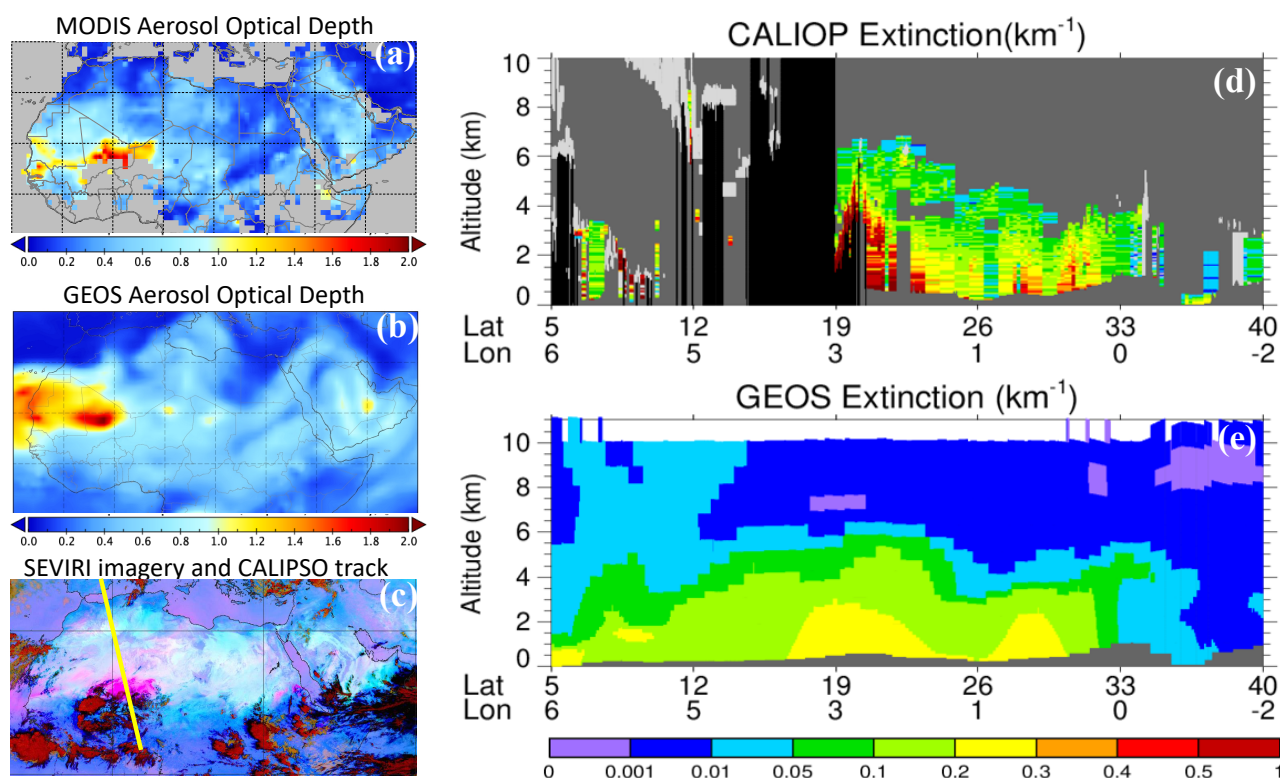 MODIS Aerosol Optical Depth
(a)
0.0 0.2 0.4 0.6 0.8 1.0 1.2 1.4 1.6 1.8 2.0
GEOS Aerosol Optical Depth
(b)
0.0 0.2 0.4 0.6 0.8 1.0 1.2 1.4 1.6 1.8 2.0
SEVIRI imagery and CALIPSO track
(c)
CALIOP Extinction(km-1)
(d)
10
8
6
4
2
0
Altitude (km)
Lat 5 12 19 26 33 40
Lon 6 5 3 1 0 -2
GEOS Extinction (km-1)
(e)
10
8
6
4
2
0
Altitude (km)
Lat 5 12 19 26 33 40
Lon 6 5 3 1 0 -2
0 0.001 0.01 0.05 0.1 0.2 0.3 0.4 0.5 1